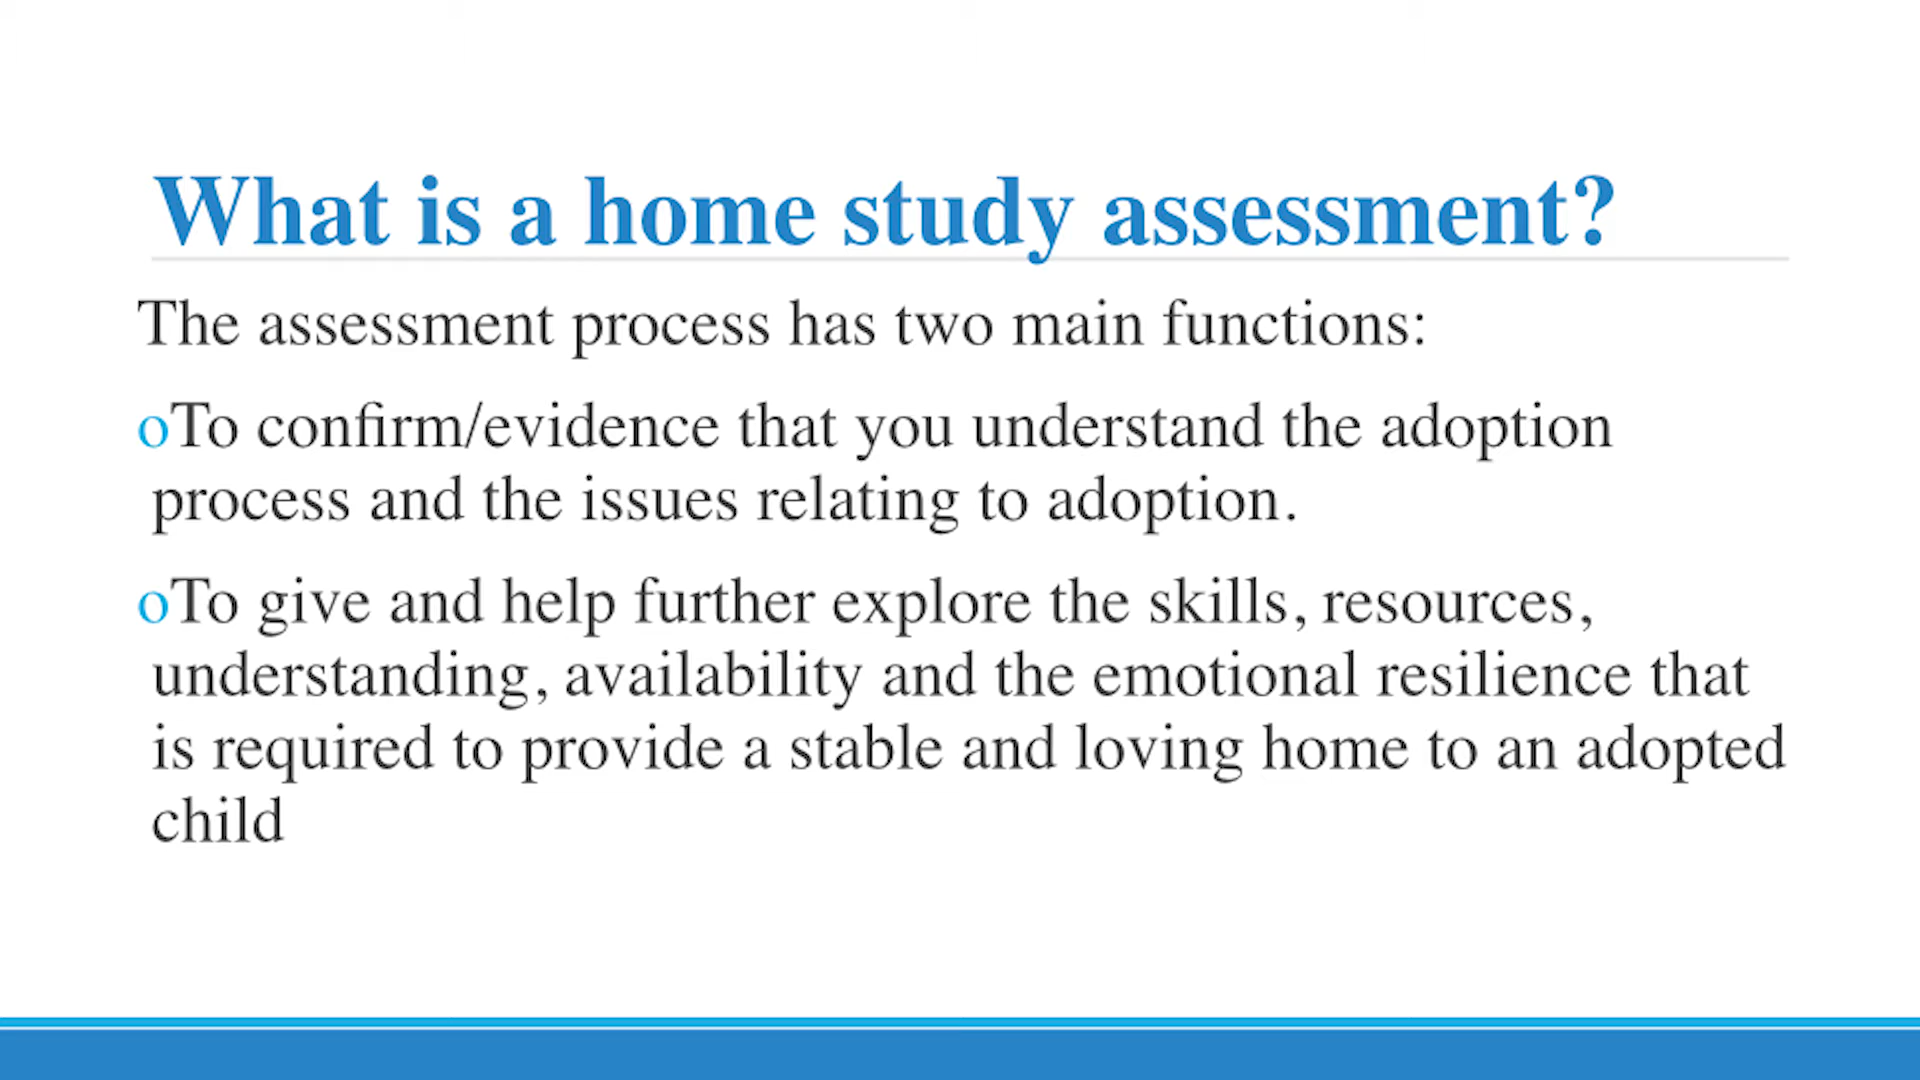 What is a home study assessment?
The assessment process has two main functions:
oTo confirm/evidence that you understand the adoption
process and the issues relating to adoption.
oTo give and help further explore the skills, resources,
understanding, availability and the emotional resilience that
is required to provide a stable and loving home to an adopted
child